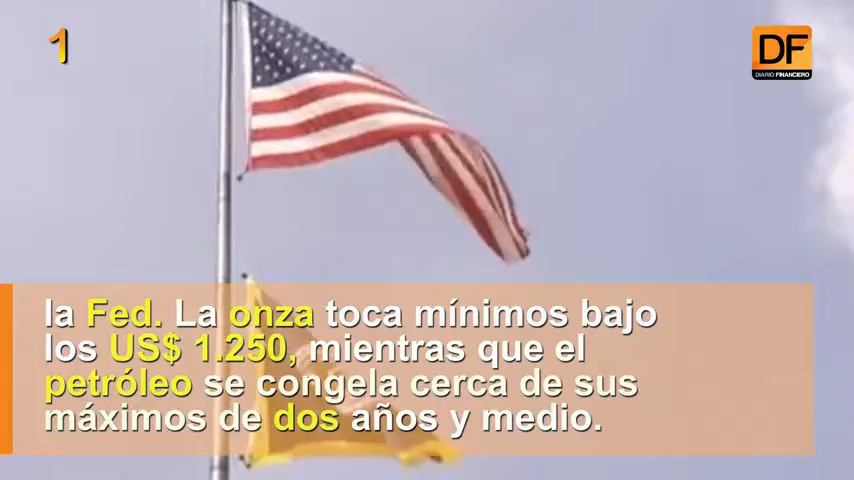 1
DF
DIARIO FINANCIERO
la Fed. La onza toca mínimos bajo
los US$ 1.250, mientras que el
petróleo se congela cerca de sus
máximos de dos años y medio.